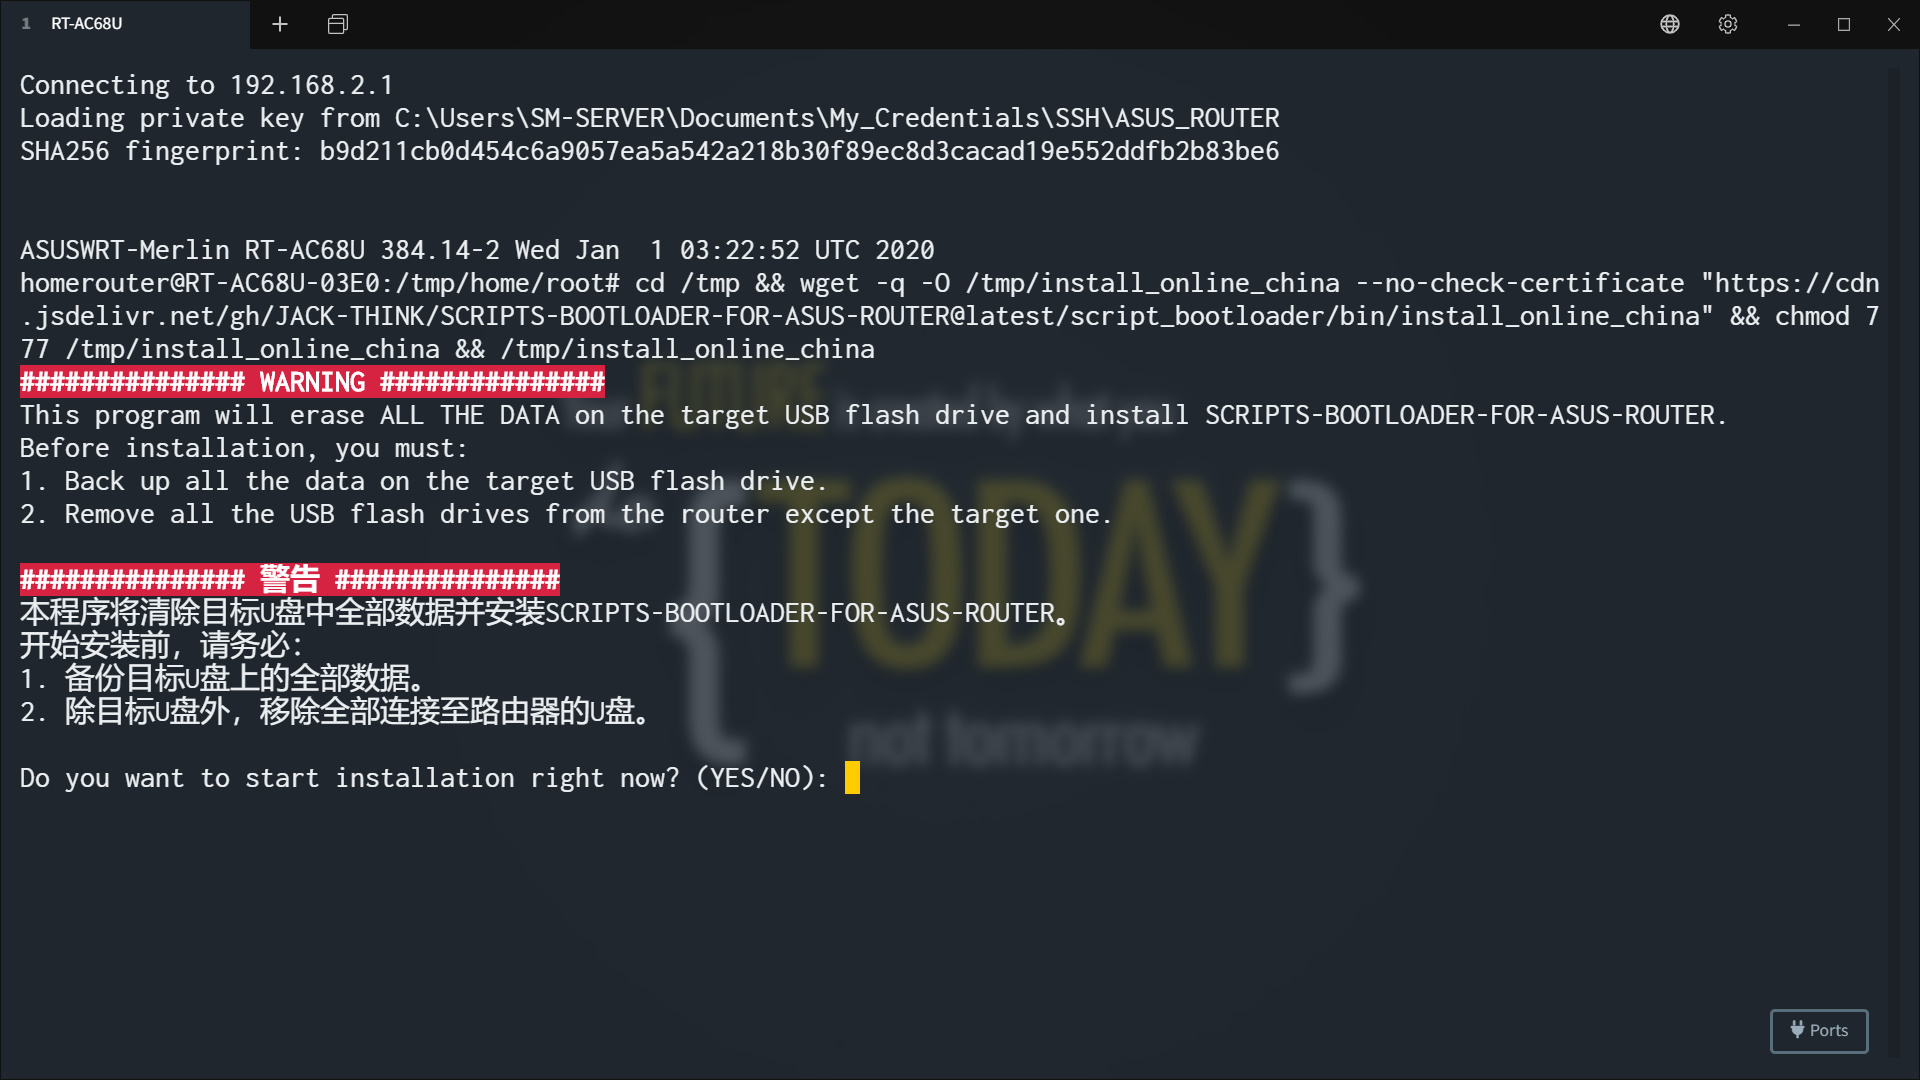 1 RT-AC68U
Connecting to 192.168.2.1
Loading private key from C:\Users\SM-SERVER\Documents\My_Credentials\SSH\ASUS_ROUTER
SHA256 fingerprint: b9d211cb0d454c6a9057ea5a542a218b30f89ec8d3cacad19e552ddfb2b83be6
ASUSWRT-Merlin RT-AC68U 384.14-2 Wed Jan  1 03:22:52 UTC 2020
homerouter@RT-AC68U-03E0:/tmp/home/root# cd /tmp && wget -q -O /tmp/install_online_china --no-check-certificate "https://cdn
.jsdelivr.net/gh/JACK-THINK/SCRIPTS-BOOTLOADER-FOR-ASUS-ROUTER@latest/script_bootloader/bin/install_online_china" && chmod 7
77 /tmp/install_online_china && /tmp/install_online_china
############### WARNING ###############
This program will erase ALL THE DATA on the target USB flash drive and install SCRIPTS-BOOTLOADER-FOR-ASUS-ROUTER.
Before installation, you must:
1. Back up all the data on the target USB flash drive.
2. Remove all the USB flash drives from the router except the target one.
############### 警告 ###############
本程序将清除目标U盘中全部数据并安装SCRIPTS-BOOTLOADER-FOR-ASUS-ROUTER。
开始安装前，请务必：
1. 备份目标U盘上的全部数据。
2. 除目标U盘外，移除全部连接至路由器的U盘。
Do you want to start installation right now? (YES/NO):
FUTURE
{TODAY}
not tomorrow
Ports